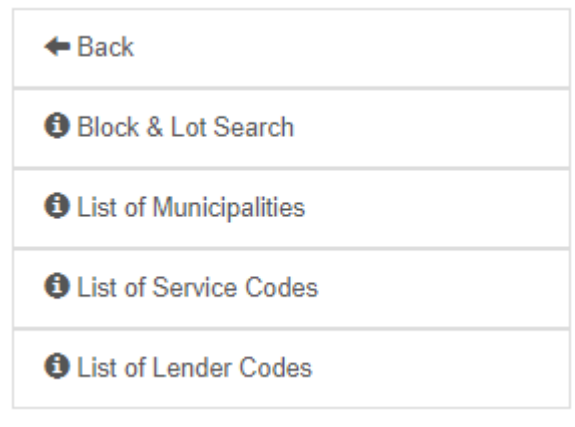 Back
Block & Lot Search
List of Municipalities
List of Service Codes
List of Lender Codes